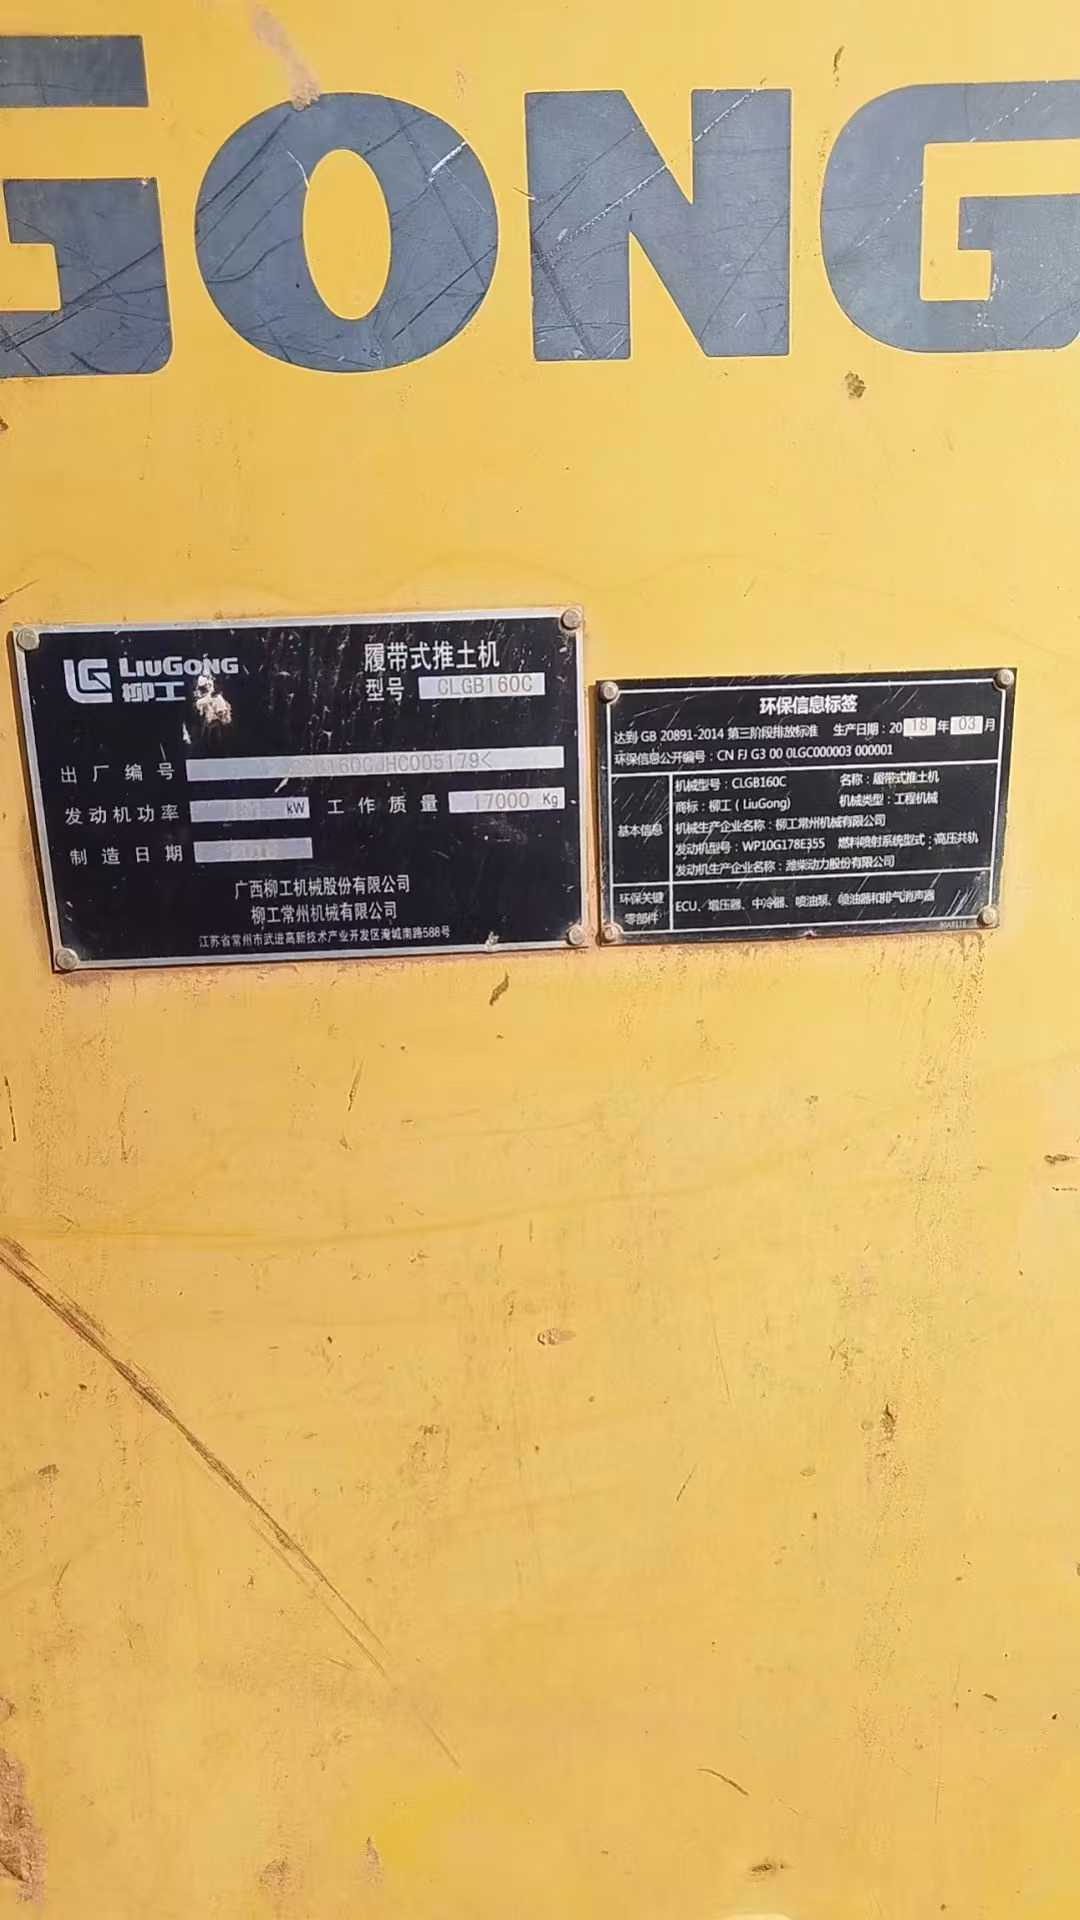 GONG
LIUGONG
柳工
履带式推土机
型号 CLGB160C
出厂编号 B160CJHC005179<
发动机功率 kW 工作质量 17000 Kg
制造日期
广西柳工机械股份有限公司
柳工常州机械有限公司
江苏省常州市武进高新技术产业开发区淹城南路588号
环保信息标签
达到 GB 20891-2014 第三阶段排放标准 生产日期：2018年03月
环保信息公开编号：CN FJ G3 00 0LGC000003 000001
基本信息
机械型号：CLGB160C 名称：履带式推土机
商标：柳工（LiuGong） 机械类型：工程机械
机械生产企业名称：柳工常州机械有限公司
发动机型号：WP10G178E355 燃料喷射系统型式：高压共轨
发动机生产企业名称：潍柴动力股份有限公司
环保关键
零部件
ECU、增压器、中冷器、喷油泵、喷油器和排气消声器